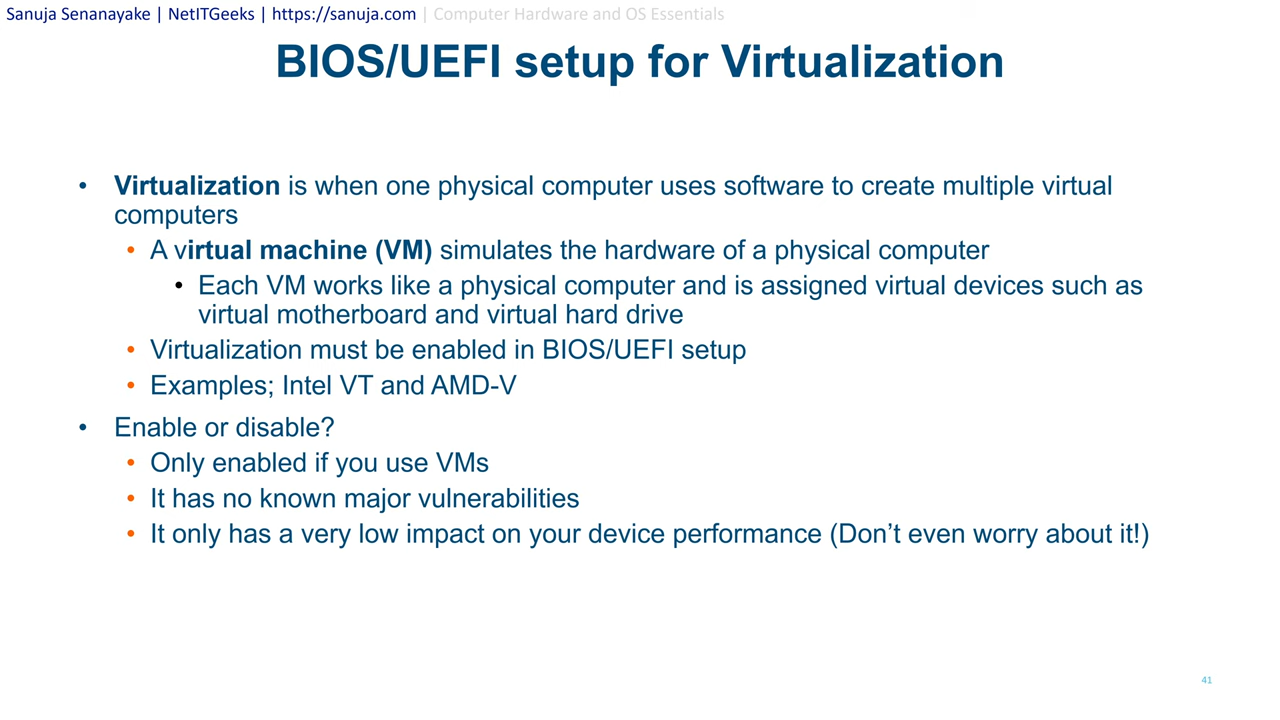 Sanuja Senanayake | NetITGeeks | https://sanuja.com | Computer Hardware and OS Essentials
BIOS/UEFI setup for Virtualization
• Virtualization is when one physical computer uses software to create multiple virtual
computers
• A virtual machine (VM) simulates the hardware of a physical computer
• Each VM works like a physical computer and is assigned virtual devices such as
virtual motherboard and virtual hard drive
• Virtualization must be enabled in BIOS/UEFI setup
• Examples; Intel VT and AMD-V
• Enable or disable?
• Only enabled if you use VMs
• It has no known major vulnerabilities
• It only has a very low impact on your device performance (Don’t even worry about it!)
41